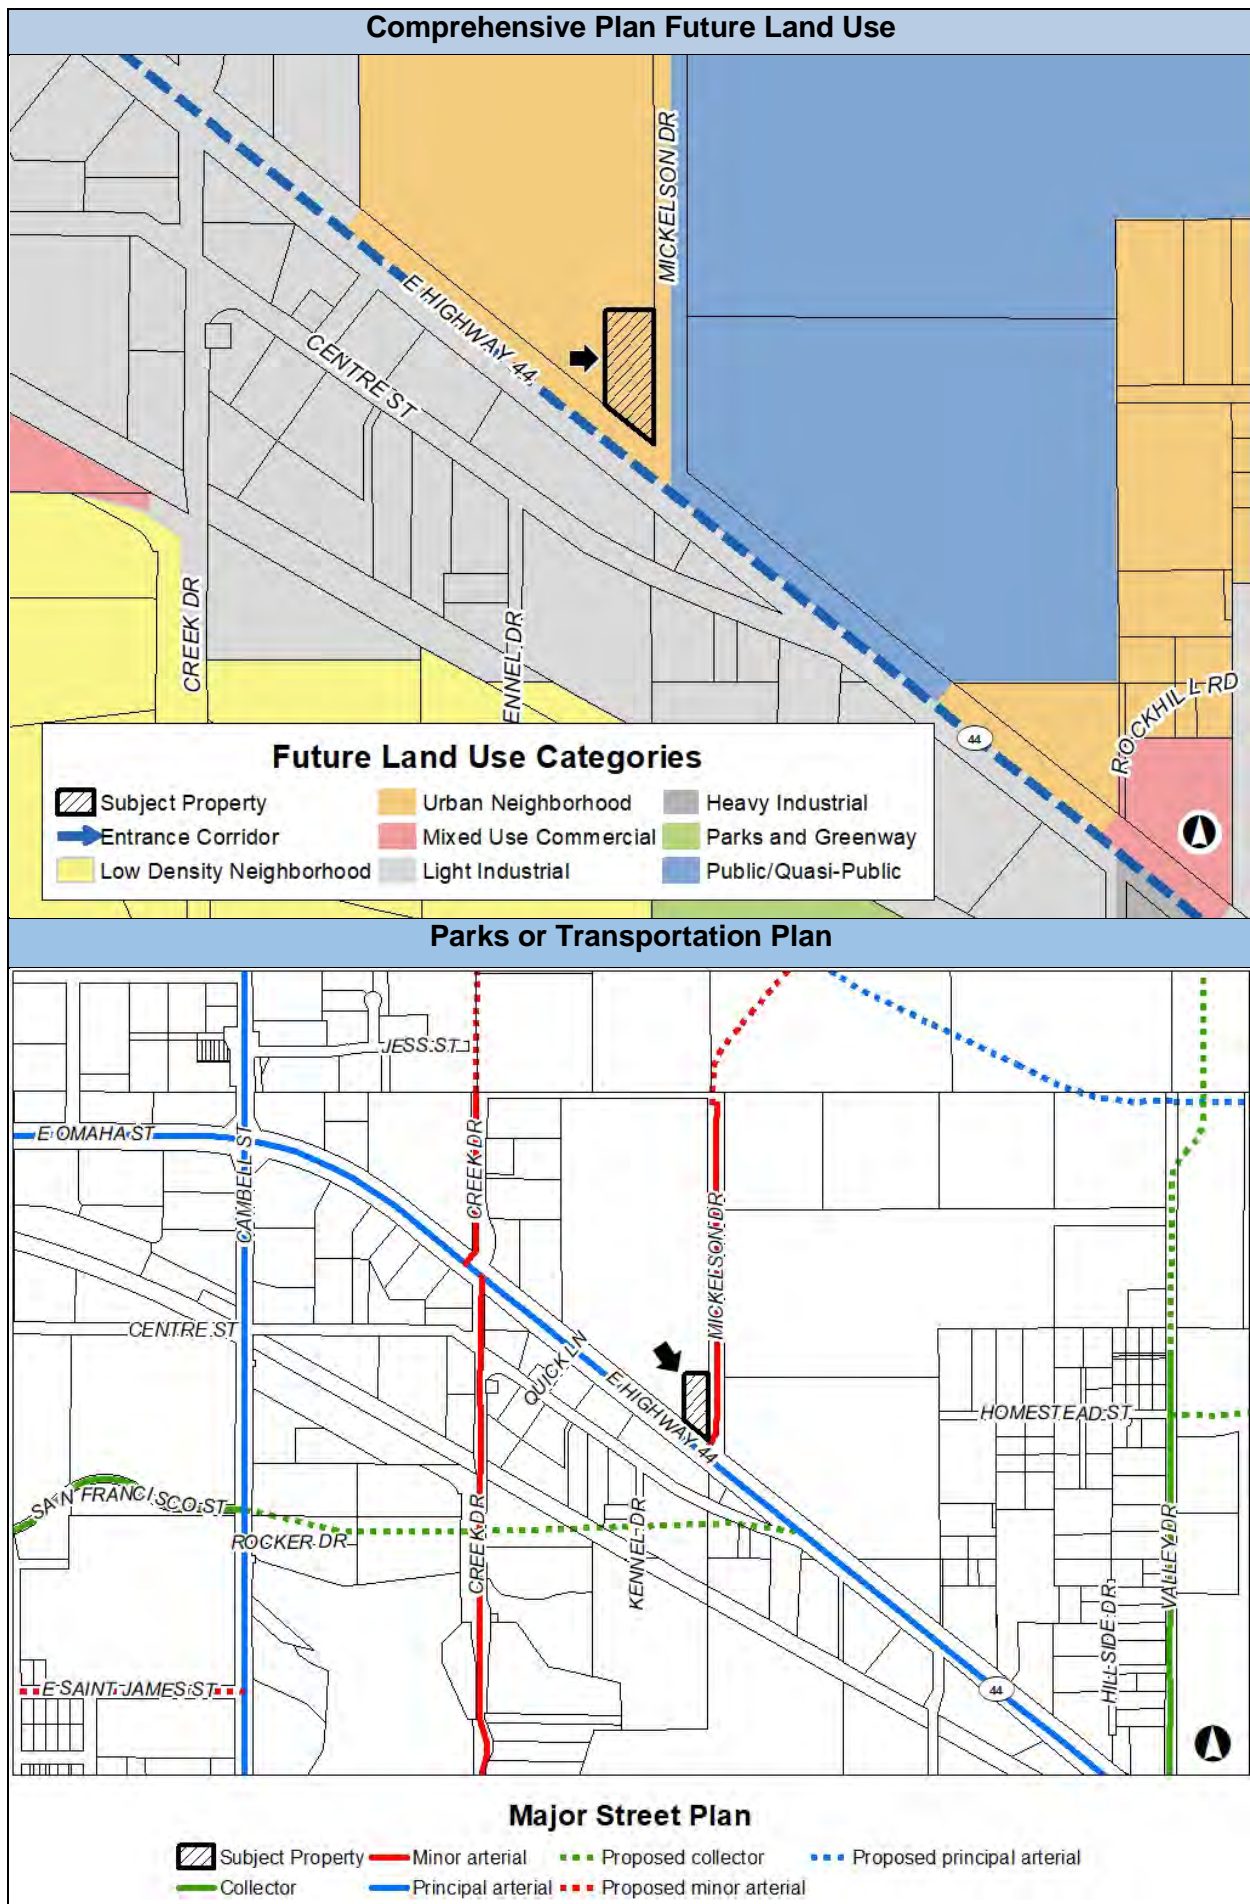 Comprehensive Plan Future Land Use
MICKELSON DR
E HIGHWAY 44
CENTRE ST
CREEK DR
ENNEL DR
ROCKHILL RD
44
Future Land Use Categories
Subject Property
Urban Neighborhood
Heavy Industrial
Entrance Corridor
Mixed Use Commercial
Parks and Greenway
Low Density Neighborhood
Light Industrial
Public/Quasi-Public
Parks or Transportation Plan
JESS ST
E OMAHA ST
CAMBELL ST
CREEK DR
MICKELSON DR
CENTRE ST
QUICK LN
E HIGHWAY 44
HOMESTEAD ST
SAN FRANCISCO ST
ROCKER DR
CREEK DR
KENNEL DR
VALLEY DR
HILLSIDE DR
E SAINT JAMES ST
44
Major Street Plan
Subject Property
Minor arterial
Proposed collector
Proposed principal arterial
Collector
Principal arterial
Proposed minor arterial